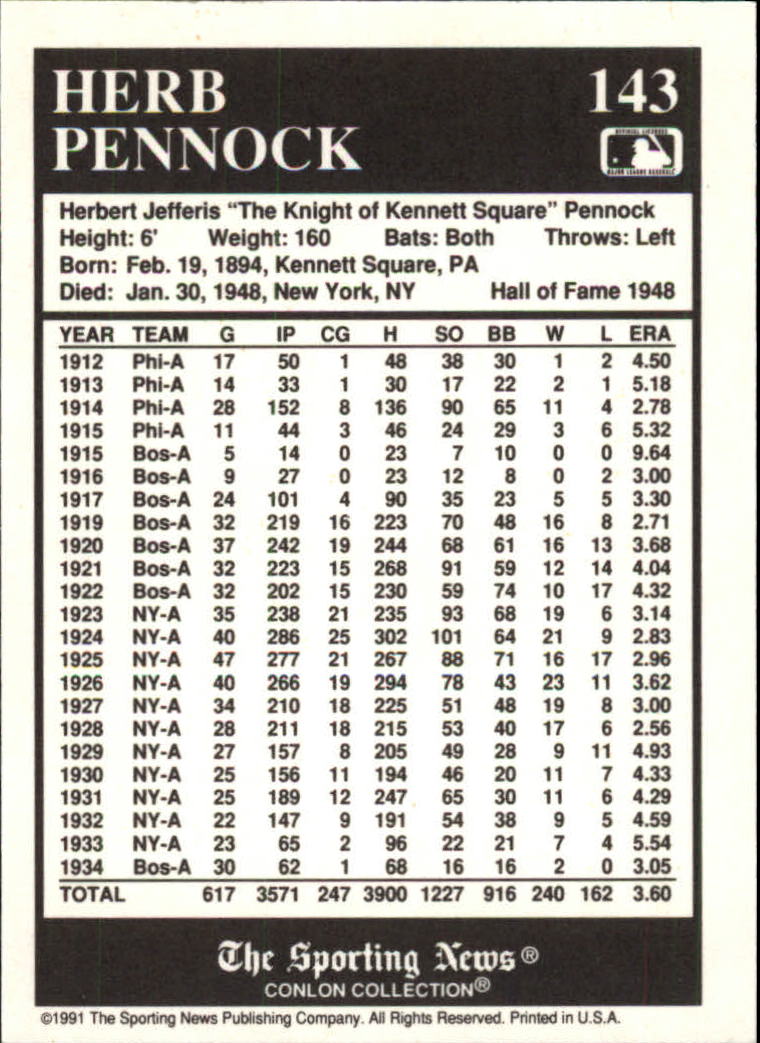 HERB 143
PENNOCK
OFFICIAL LICENSEE
MAJOR LEAGUE BASEBALL
Herbert Jefferis “The Knight of Kennett Square” Pennock
Height: 6' Weight: 160 Bats: Both Throws: Left
Born: Feb. 19, 1894, Kennett Square, PA
Died: Jan. 30, 1948, New York, NY Hall of Fame 1948
YEAR TEAM G IP CG H SO BB W L ERA
1912 Phi-A 17 50 1 48 38 30 1 2 4.50
1913 Phi-A 14 33 1 30 17 22 2 1 5.18
1914 Phi-A 28 152 8 136 90 65 11 4 2.78
1915 Phi-A 11 44 3 46 24 29 3 6 5.32
1915 Bos-A 5 14 0 23 7 10 0 0 9.64
1916 Bos-A 9 27 0 23 12 8 0 2 3.00
1917 Bos-A 24 101 4 90 35 23 5 5 3.30
1919 Bos-A 32 219 16 223 70 48 16 8 2.71
1920 Bos-A 37 242 19 244 68 61 16 13 3.68
1921 Bos-A 32 223 15 268 91 59 12 14 4.04
1922 Bos-A 32 202 15 230 59 74 10 17 4.32
1923 NY-A 35 238 21 235 93 68 19 6 3.14
1924 NY-A 40 286 25 302 101 64 21 9 2.83
1925 NY-A 47 277 21 267 88 71 16 17 2.96
1926 NY-A 40 266 19 294 78 43 23 11 3.62
1927 NY-A 34 210 18 225 51 48 19 8 3.00
1928 NY-A 28 211 18 215 53 40 17 6 2.56
1929 NY-A 27 157 8 205 49 28 9 11 4.93
1930 NY-A 25 156 11 194 46 20 11 7 4.33
1931 NY-A 25 189 12 247 65 30 11 6 4.29
1932 NY-A 22 147 9 191 54 38 9 5 4.59
1933 NY-A 23 65 2 96 22 21 7 4 5.54
1934 Bos-A 30 62 1 68 16 16 2 0 3.05
TOTAL 617 3571 247 3900 1227 916 240 162 3.60
The Sporting News®
CONLON COLLECTION®
©1991 The Sporting News Publishing Company. All Rights Reserved. Printed in U.S.A.